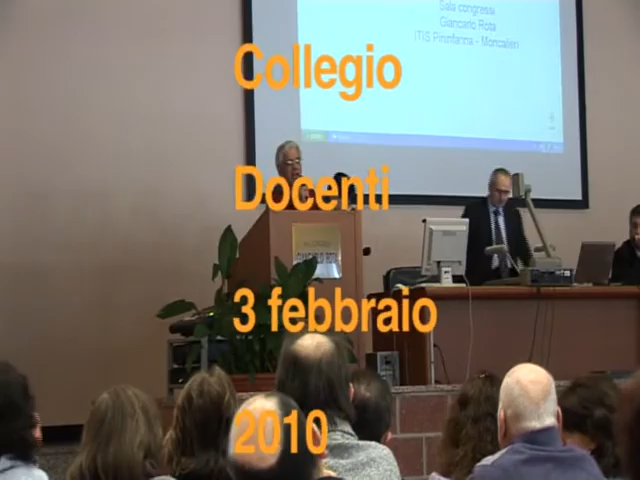 Sala congressi
Giancarlo Rota
ITIS Pininfarina - Moncalieri
Collegio
Docenti
3 febbraio
2010